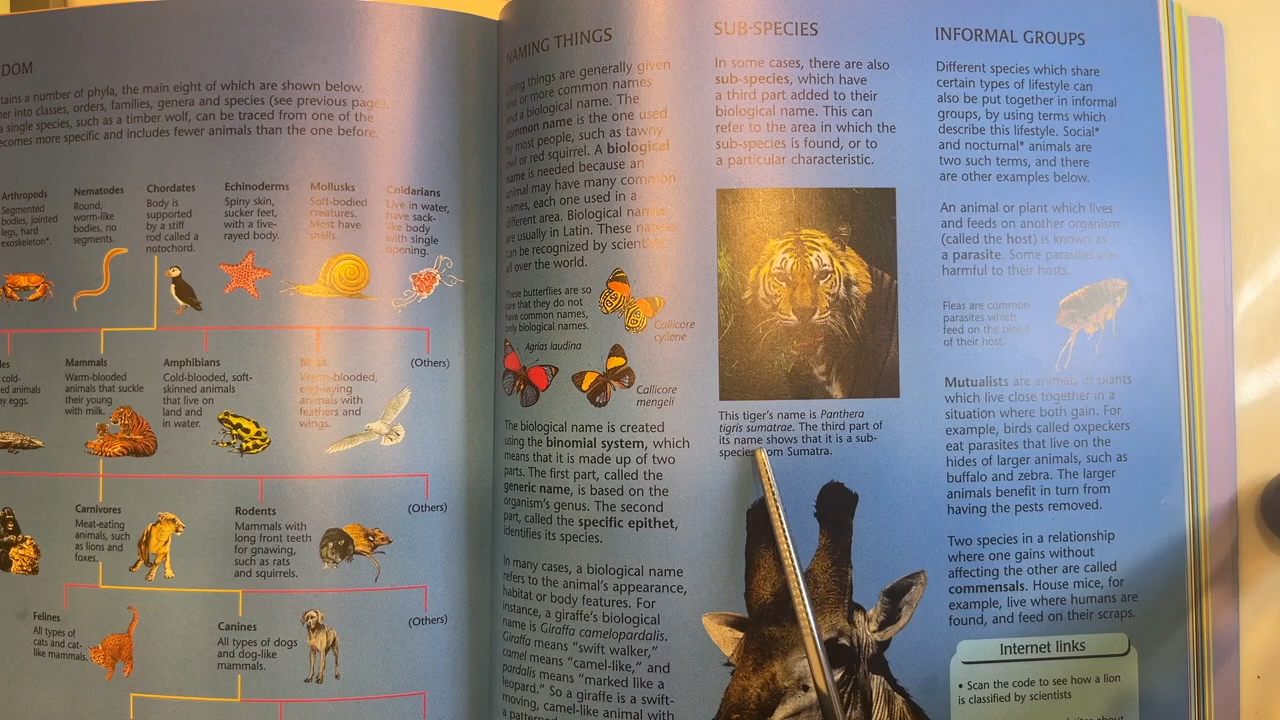 DOM
tains a number of phyla, the main eight of which are shown below.
her into classes, orders, families, genera and species (see previous page).
a single species, such as a timber wolf, can be traced from one of the
ecomes more specific and includes fewer animals than the one before.
Arthropods
Segmented
bodies, jointed
legs, hard
exoskeleton*.
Nematodes
Round,
worm-like
bodies, no
segments.
Chordates
Body is
supported
by a stiff
rod called a
notochord.
Echinoderms
Spiny skin,
sucker feet,
with a five-
rayed body.
Mollusks
Soft-bodied
creatures.
Most have
shells.
Cnidarians
Live in water,
have sack-
like body
with single
opening.
les
cold-
ed animals
y eggs.
Mammals
Warm-blooded
animals that suckle
their young
with milk.
Amphibians
Cold-blooded, soft-
skinned animals
that live on
land and
in water.
Warm-blooded,
egg-laying
animals with
feathers and
wings.
(Others)
Carnivores
Meat-eating
animals, such
as lions and
foxes.
Rodents
Mammals with
long front teeth
for gnawing,
such as rats
and squirrels.
(Others)
Felines
All types of
cats and cat-
like mammals.
Canines
All types of dogs
and dog-like
mammals.
(Others)
NAMING THINGS
Living things are generally given
one or more common names
and a biological name. The
common name is the one used
by most people, such as tawny
owl or red squirrel. A biological
name is needed because an
animal may have many common
names, each one used in a
different area. Biological names
are usually in Latin. These names
can be recognized by scientists
all over the world.
These butterflies are so
rare that they do not
have common names,
only biological names.
Callicore
cyllene
Agrias laudina
Callicore
mengeli
The biological name is created
using the binomial system, which
means that it is made up of two
parts. The first part, called the
generic name, is based on the
organism's genus. The second
part, called the specific epithet,
identifies its species.
In many cases, a biological name
refers to the animal's appearance,
habitat or body features. For
instance, a giraffe's biological
name is Giraffa camelopardalis.
Giraffa means "swift walker,"
camel means "camel-like," and
pardalis means "marked like a
leopard." So a giraffe is a swift-
moving, camel-like animal with
a patterned
SUB-SPECIES
In some cases, there are also
sub-species, which have
a third part added to their
biological name. This can
refer to the area in which the
sub-species is found, or to
a particular characteristic.
This tiger's name is Panthera
tigris sumatrae. The third part of
its name shows that it is a sub-
species from Sumatra.
INFORMAL GROUPS
Different species which share
certain types of lifestyle can
also be put together in informal
groups, by using terms which
describe this lifestyle. Social*
and nocturnal* animals are
two such terms, and there
are other examples below.
An animal or plant which lives
and feeds on another organism
(called the host) is known as
a parasite. Some parasites are
harmful to their hosts.
Fleas are common
parasites which
feed on the blood
of their host.
Mutualists are animals or plants
which live close together in a
situation where both gain. For
example, birds called oxpeckers
eat parasites that live on the
hides of larger animals, such as
buffalo and zebra. The larger
animals benefit in turn from
having the pests removed.
Two species in a relationship
where one gains without
affecting the other are called
commensals. House mice, for
example, live where humans are
found, and feed on their scraps.
Internet links
• Scan the code to see how a lion
is classified by scientists